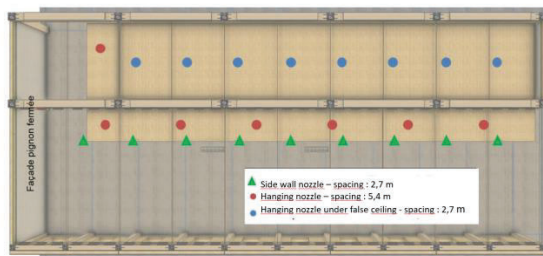 Façade pignon fermée
Side wall nozzle – spacing : 2,7 m
Hanging nozzle – spacing : 5,4 m
Hanging nozzle under false ceiling - spacing : 2,7 m